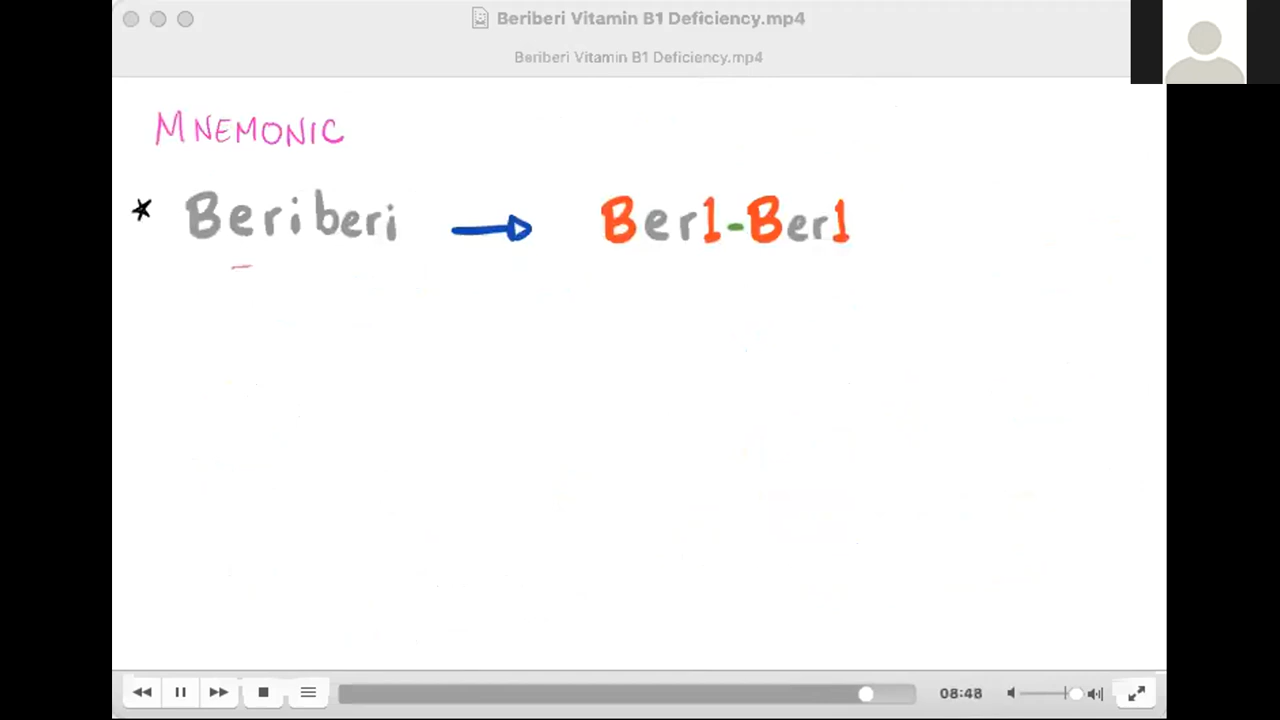 Beriberi Vitamin B1 Deficiency.mp4
Beriberi Vitamin B1 Deficiency.mp4
MNEMONIC
* Beriberi → Ber1-Ber1
08:48